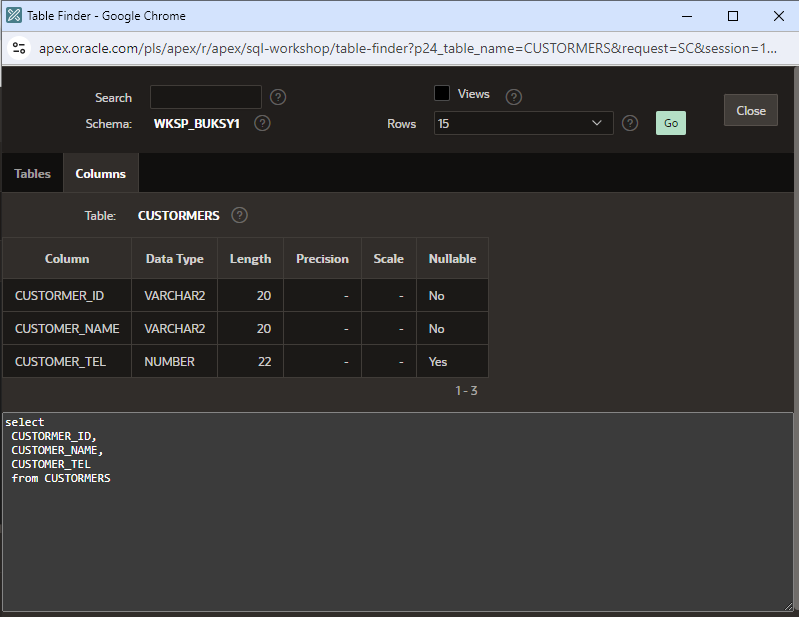 Table Finder - Google Chrome
apex.oracle.com/pls/apex/r/apex/sql-workshop/table-finder?p24_table_name=CUSTORMERS&request=SC&session=1...
Search ? Views ?
Schema: WKSP_BUKSY1 ? Rows 15 ? Go Close
Tables Columns
Table: CUSTORMERS ?
Column Data Type Length Precision Scale Nullable
CUSTORMER_ID VARCHAR2 20 - - No
CUSTOMER_NAME VARCHAR2 20 - - No
CUSTOMER_TEL NUMBER 22 - - Yes
1 - 3
select
CUSTORMER_ID,
CUSTOMER_NAME,
CUSTOMER_TEL
from CUSTORMERS